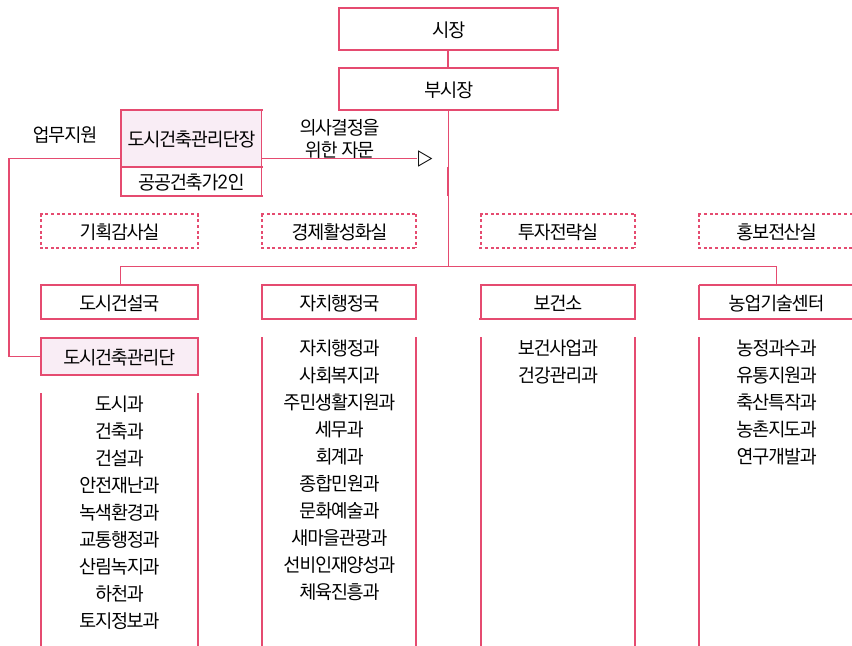 시장
부시장
업무지원
도시건축관리단장
공공건축가2인
의사결정을
위한 자문
기획감사실
경제활성화실
투자전략실
홍보전산실
도시건설국
자치행정국
보건소
농업기술센터
도시건축관리단
도시과
건축과
건설과
안전재난과
녹색환경과
교통행정과
산림녹지과
하천과
토지정보과
자치행정과
사회복지과
주민생활지원과
세무과
회계과
종합민원과
문화예술과
새마을관광과
선비인재양성과
체육진흥과
보건사업과
건강관리과
농정과수과
유통지원과
축산특작과
농촌지도과
연구개발과